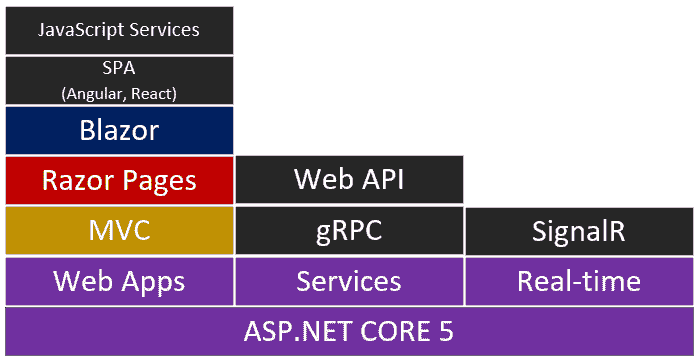 JavaScript Services
SPA
(Angular, React)
Blazor
Razor Pages
Web API
MVC
gRPC
SignalR
Web Apps
Services
Real-time
ASP.NET CORE 5